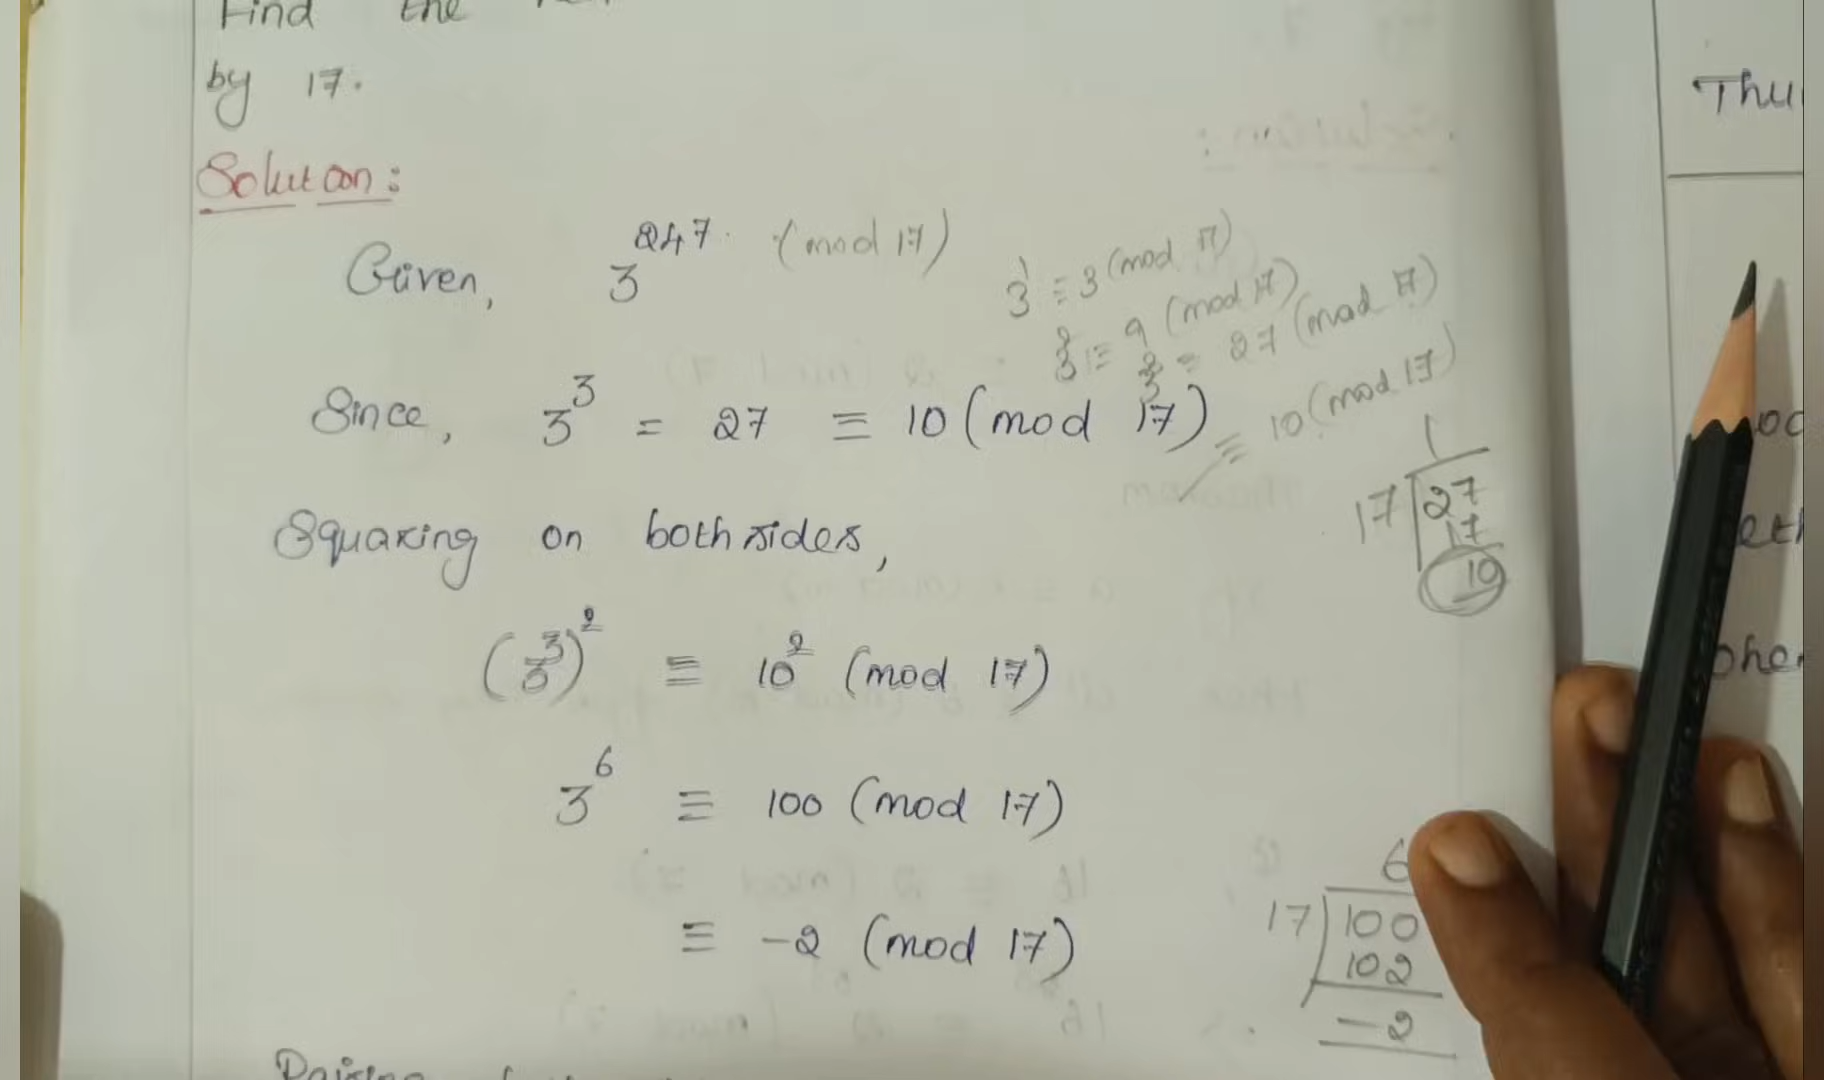 Find the
by 17.
Solution:
Given, 3^247 (mod 17)
3^1 ≡ 3 (mod 17)
3^2 ≡ 9 (mod 17)
3^3 ≡ 27 (mod 17)
≡ 10 (mod 17)
Since, 3^3 = 27 ≡ 10 (mod 17)
1
17 27
17
10
Squaring on both sides,
(3^3)^2 ≡ 10^2 (mod 17)
3^6 ≡ 100 (mod 17)
≡ -2 (mod 17)
6
17 100
102
-2
Raising
Thu